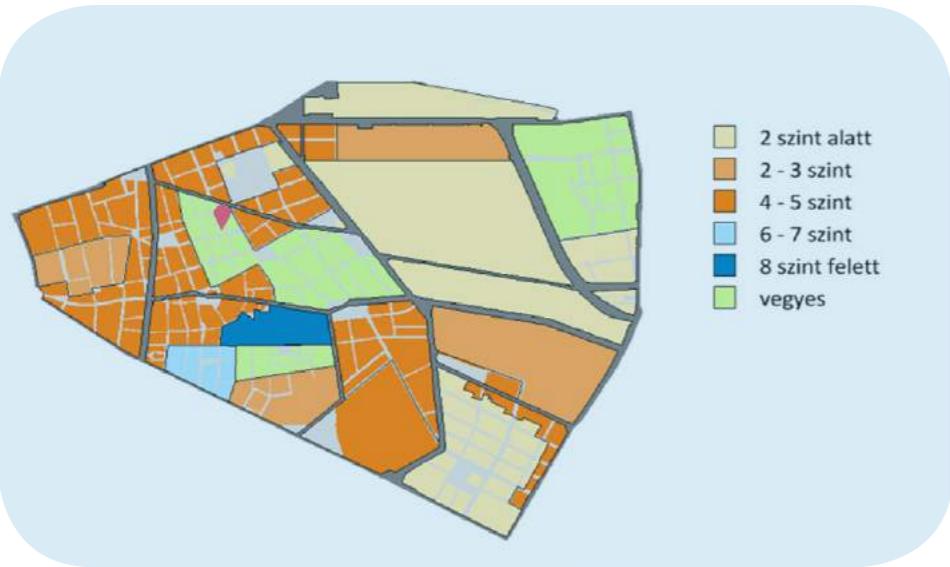 2 szint alatt
2 - 3 szint
4 - 5 szint
6 - 7 szint
8 szint felett
vegyes